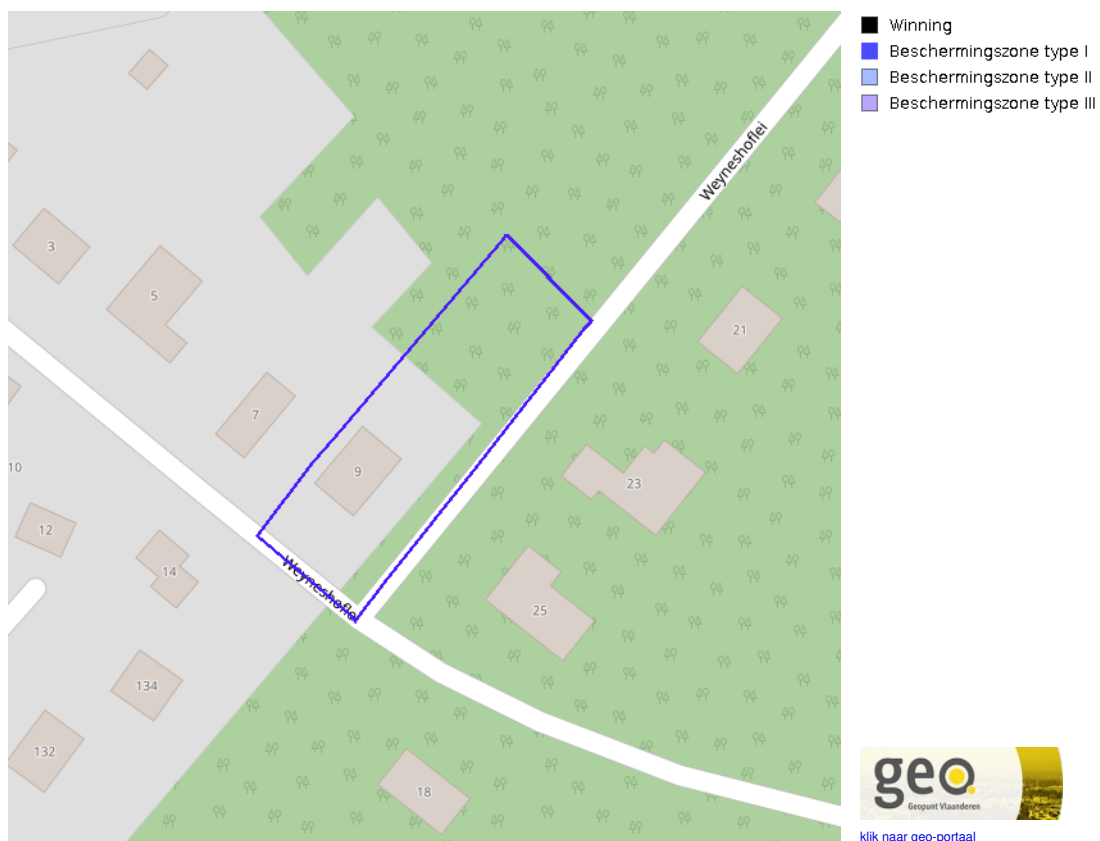 Winning
Beschermingszone type I
Beschermingszone type II
Beschermingszone type III
Weyneshoflei
3
5
21
7
9
10
23
12
14
Weyneshoflei
25
134
132
18
geo
Geopunt Vlaanderen
klik naar geo-portaal